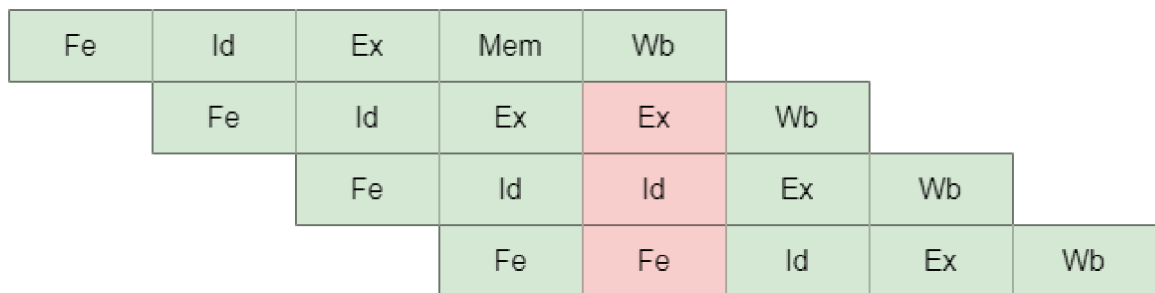 Fe Id Ex Mem Wb
Fe Id Ex Ex Wb
Fe Id Id Ex Wb
Fe Fe Id Ex Wb